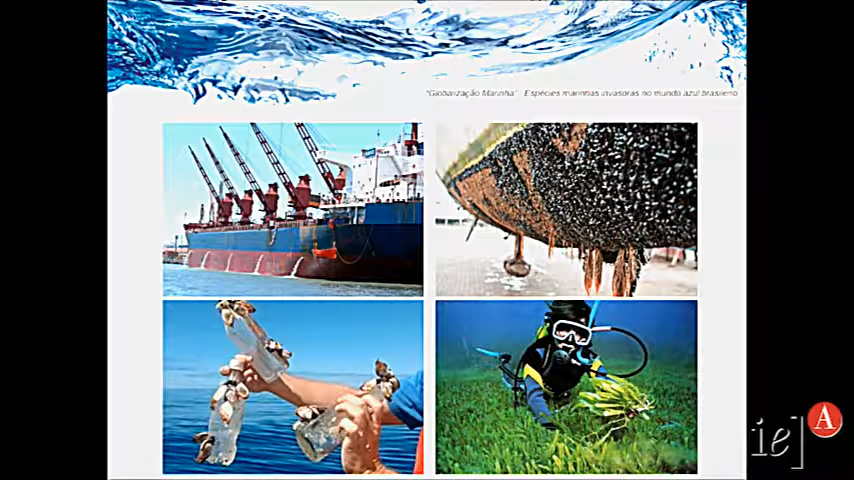 "Globalização Marinha" Espécies marinhas invasoras no mundo azul brasileiro
ie]
A